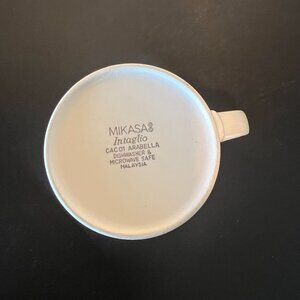 MIKASA®
Intaglio
CAC01 ARABELLA
DISHWASHER &
MICROWAVE SAFE
MALAYSIA